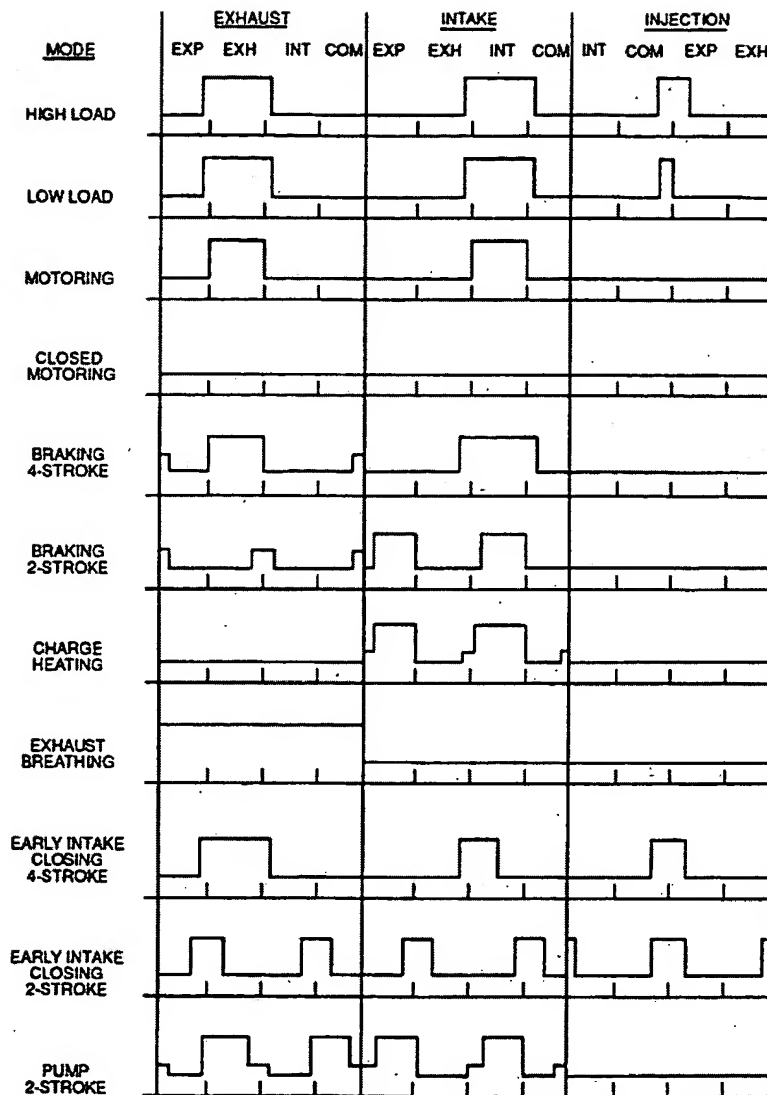 EXHAUST INTAKE INJECTION
MODE EXP EXH INT COM EXP EXH INT COM INT COM EXP EXH
HIGH LOAD
LOW LOAD
MOTORING
CLOSED
MOTORING
BRAKING
4-STROKE
BRAKING
2-STROKE
CHARGE
HEATING
EXHAUST
BREATHING
EARLY INTAKE
CLOSING
4-STROKE
EARLY INTAKE
CLOSING
2-STROKE
PUMP
2-STROKE